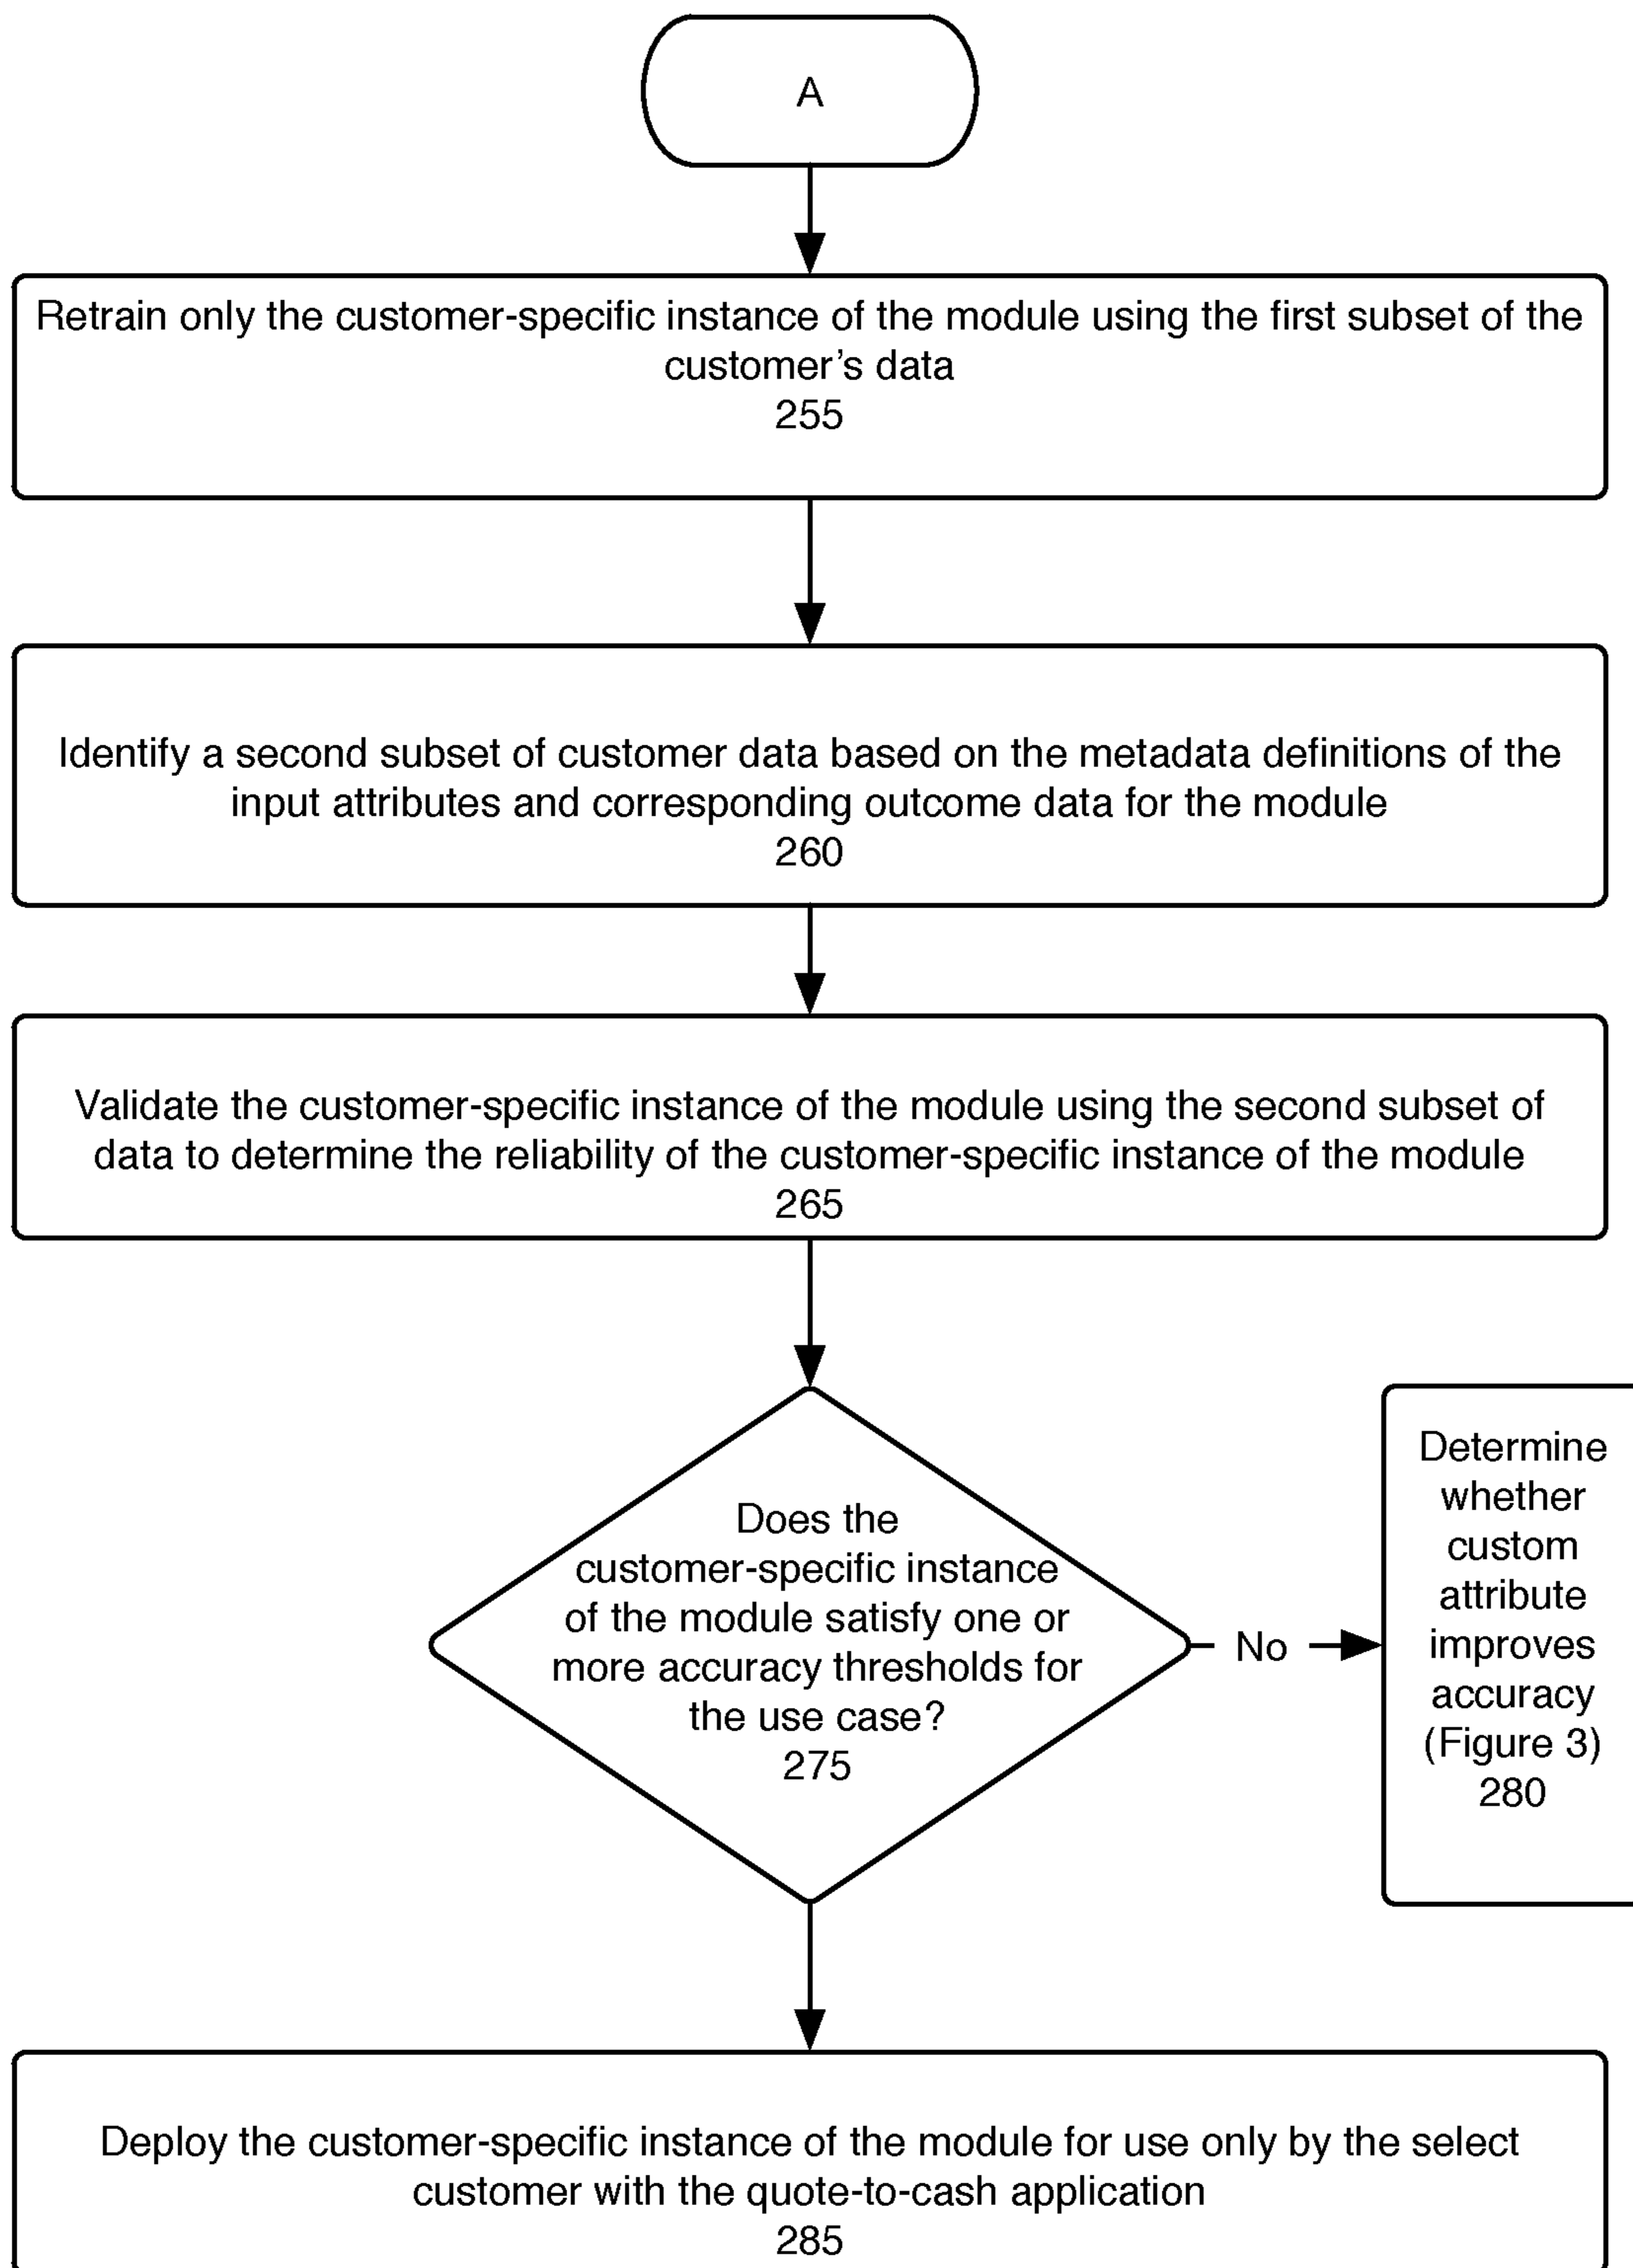 A
Retrain only the customer-specific instance of the module using the first subset of the
customer's data
255
Identify a second subset of customer data based on the metadata definitions of the
input attributes and corresponding outcome data for the module
260
Validate the customer-specific instance of the module using the second subset of
data to determine the reliability of the customer-specific instance of the module
265
Does the
customer-specific instance
of the module satisfy one or
more accuracy thresholds for
the use case?
275
No
Determine
whether
custom
attribute
improves
accuracy
(Figure 3)
280
Deploy the customer-specific instance of the module for use only by the select
customer with the quote-to-cash application
285